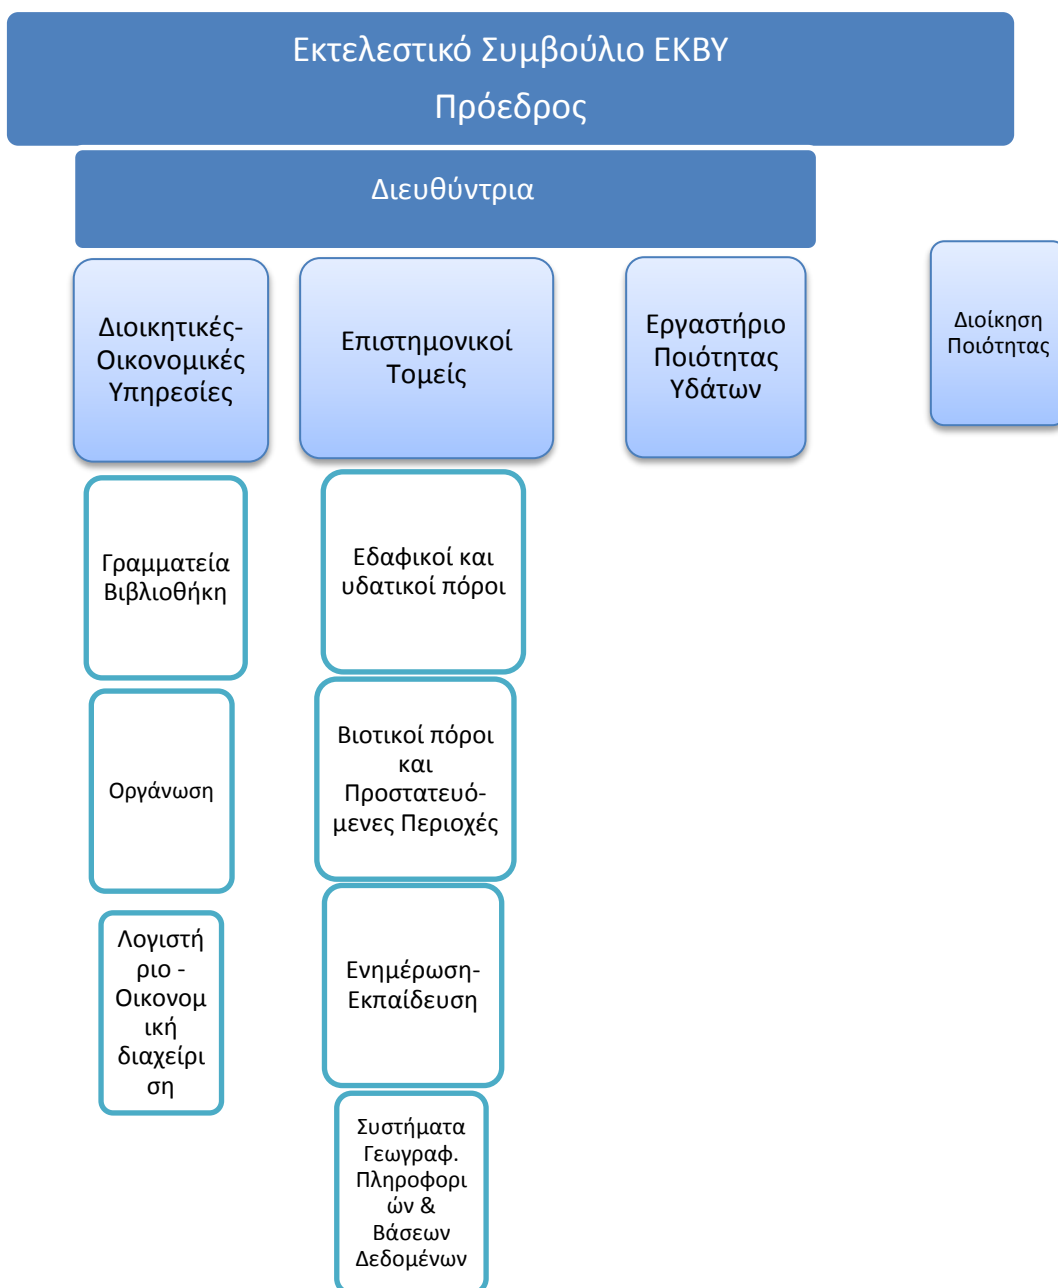 Εκτελεστικό Συμβούλιο ΕΚΒΥ
Πρόεδρος
Διευθύντρια
Διοικητικές-
Οικονομικές
Υπηρεσίες
Επιστημονικοί
Τομείς
Εργαστήριο
Ποιότητας
Υδάτων
Διοίκηση
Ποιότητας
Γραμματεία
Βιβλιοθήκη
Οργάνωση
Λογιστή
ριο -
Οικονομ
ική
διαχείρι
ση
Εδαφικοί και
υδατικοί πόροι
Βιοτικοί πόροι
και
Προστατευό-
μενες Περιοχές
Ενημέρωση-
Εκπαίδευση
Συστήματα
Γεωγραφ.
Πληροφορι
ών &
Βάσεων
Δεδομένων